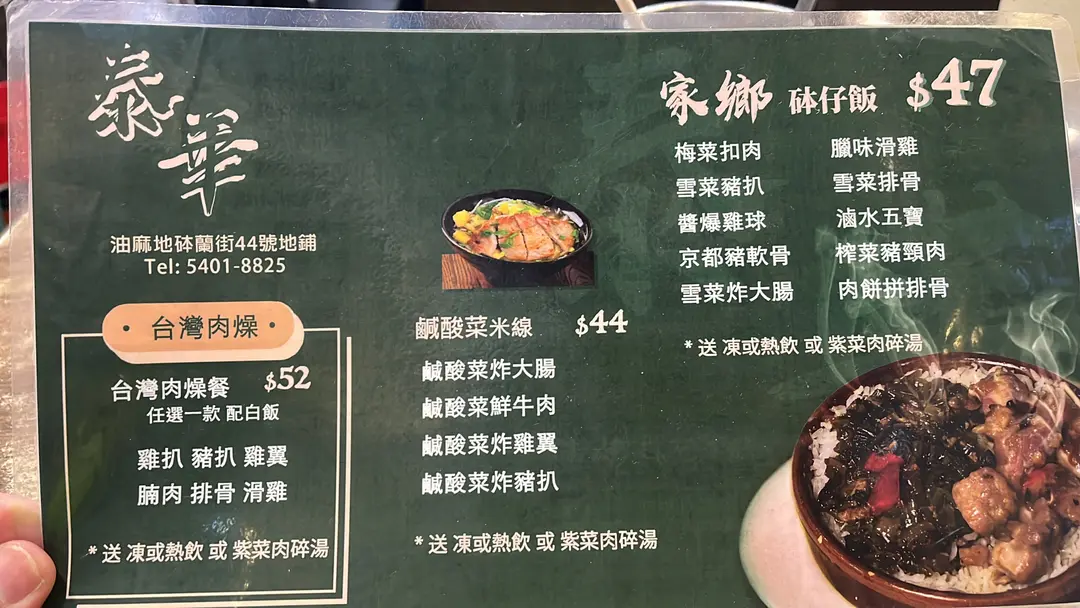 泰華
油麻地砵蘭街44號地鋪
Tel: 5401-8825
· 台灣肉燥 ·
台灣肉燥餐 $52
任選一款 配白飯
雞扒 豬扒 雞翼
腩肉 排骨 滑雞
* 送 凍或熱飲 或 紫菜肉碎湯
鹹酸菜米線 $44
鹹酸菜炸大腸
鹹酸菜鮮牛肉
鹹酸菜炸雞翼
鹹酸菜炸豬扒
* 送 凍或熱飲 或 紫菜肉碎湯
家鄉 砵仔飯 $47
梅菜扣肉 臘味滑雞
雪菜豬扒 雪菜排骨
醬爆雞球 滷水五寶
京都豬軟骨 榨菜豬頸肉
雪菜炸大腸 肉餅拼排骨
* 送 凍或熱飲 或 紫菜肉碎湯